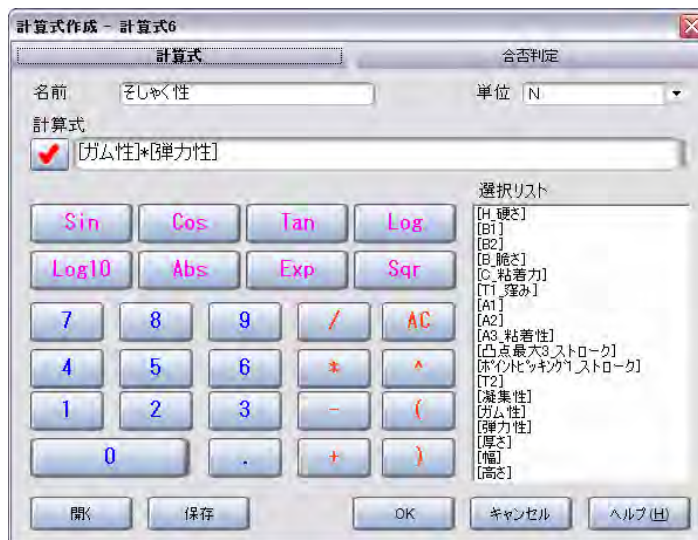 計算式作成 - 計算式6
計算式 合否判定
名前 そしゃく性 単位 N
計算式
[ガム性]*[弾力性]
選択リスト
Sin Cos Tan Log
Log10 Abs Exp Sqr
7 8 9 / AC
4 5 6 * ^
1 2 3 - (
0 . + )
[H_硬さ]
[B1]
[B2]
[B_脆さ]
[C_粘着力]
[T1_窪み]
[A1]
[A2]
[A3_粘着性]
[凸点最大3_ストローク]
[ポイントピッキング1_ストローク]
[T2]
[凝集性]
[ガム性]
[弾力性]
[厚さ]
[幅]
[高さ]
開く 保存 OK キャンセル ヘルプ(H)